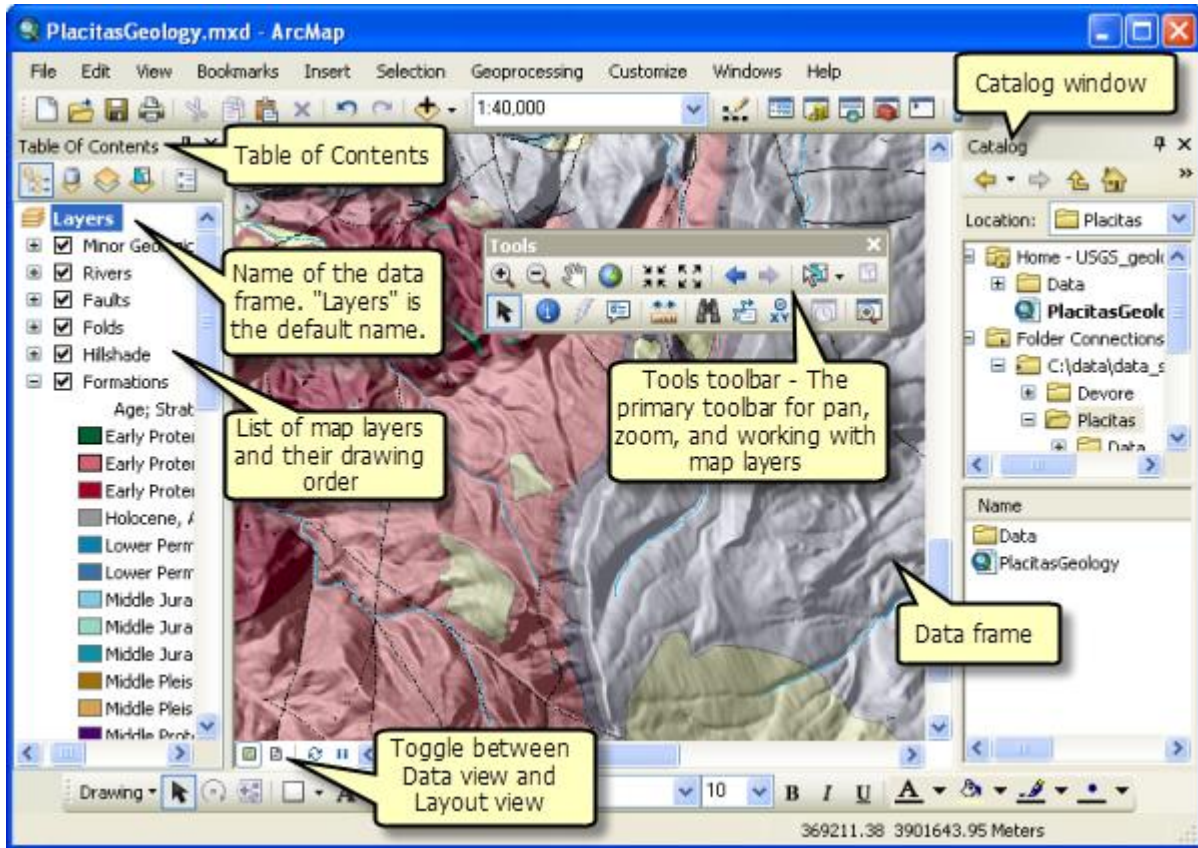 PlacitasGeology.mxd - ArcMap
File Edit View Bookmarks Insert Selection Geoprocessing Customize Windows Help
1:40,000
Catalog window
Table Of Contents
Table of Contents
Layers
Minor Geologic
Rivers
Faults
Folds
Hillshade
Formations
Age; Strat
Early Proter
Early Proter
Early Proter
Holocene, A
Lower Perm
Lower Perm
Middle Jura
Middle Jura
Middle Jura
Middle Pleis
Middle Pleis
Middle Prot
Name of the data
frame. "Layers" is
the default name.
List of map layers
and their drawing
order
Tools
XY
Tools toolbar - The
primary toolbar for pan,
zoom, and working with
map layers
Catalog
Location: Placitas
Home - USGS_geolo
Data
PlacitasGeolo
Folder Connections
C:\data\data_s
Devore
Placitas
Data
Name
Data
PlacitasGeology
Data frame
Toggle between
Data view and
Layout view
Drawing A 10 B I U A
369211.38 3901643.95 Meters